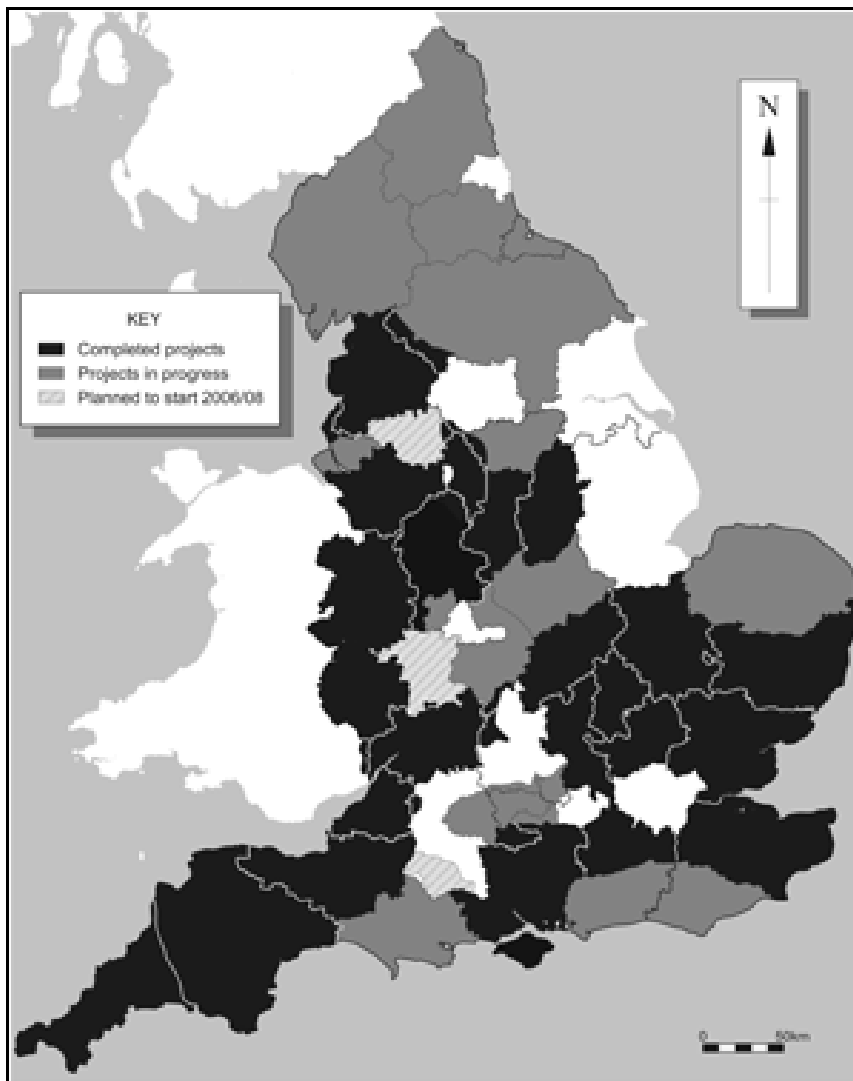 N
KEY
Completed projects
Projects in progress
Planned to start 2006/08
0 50km